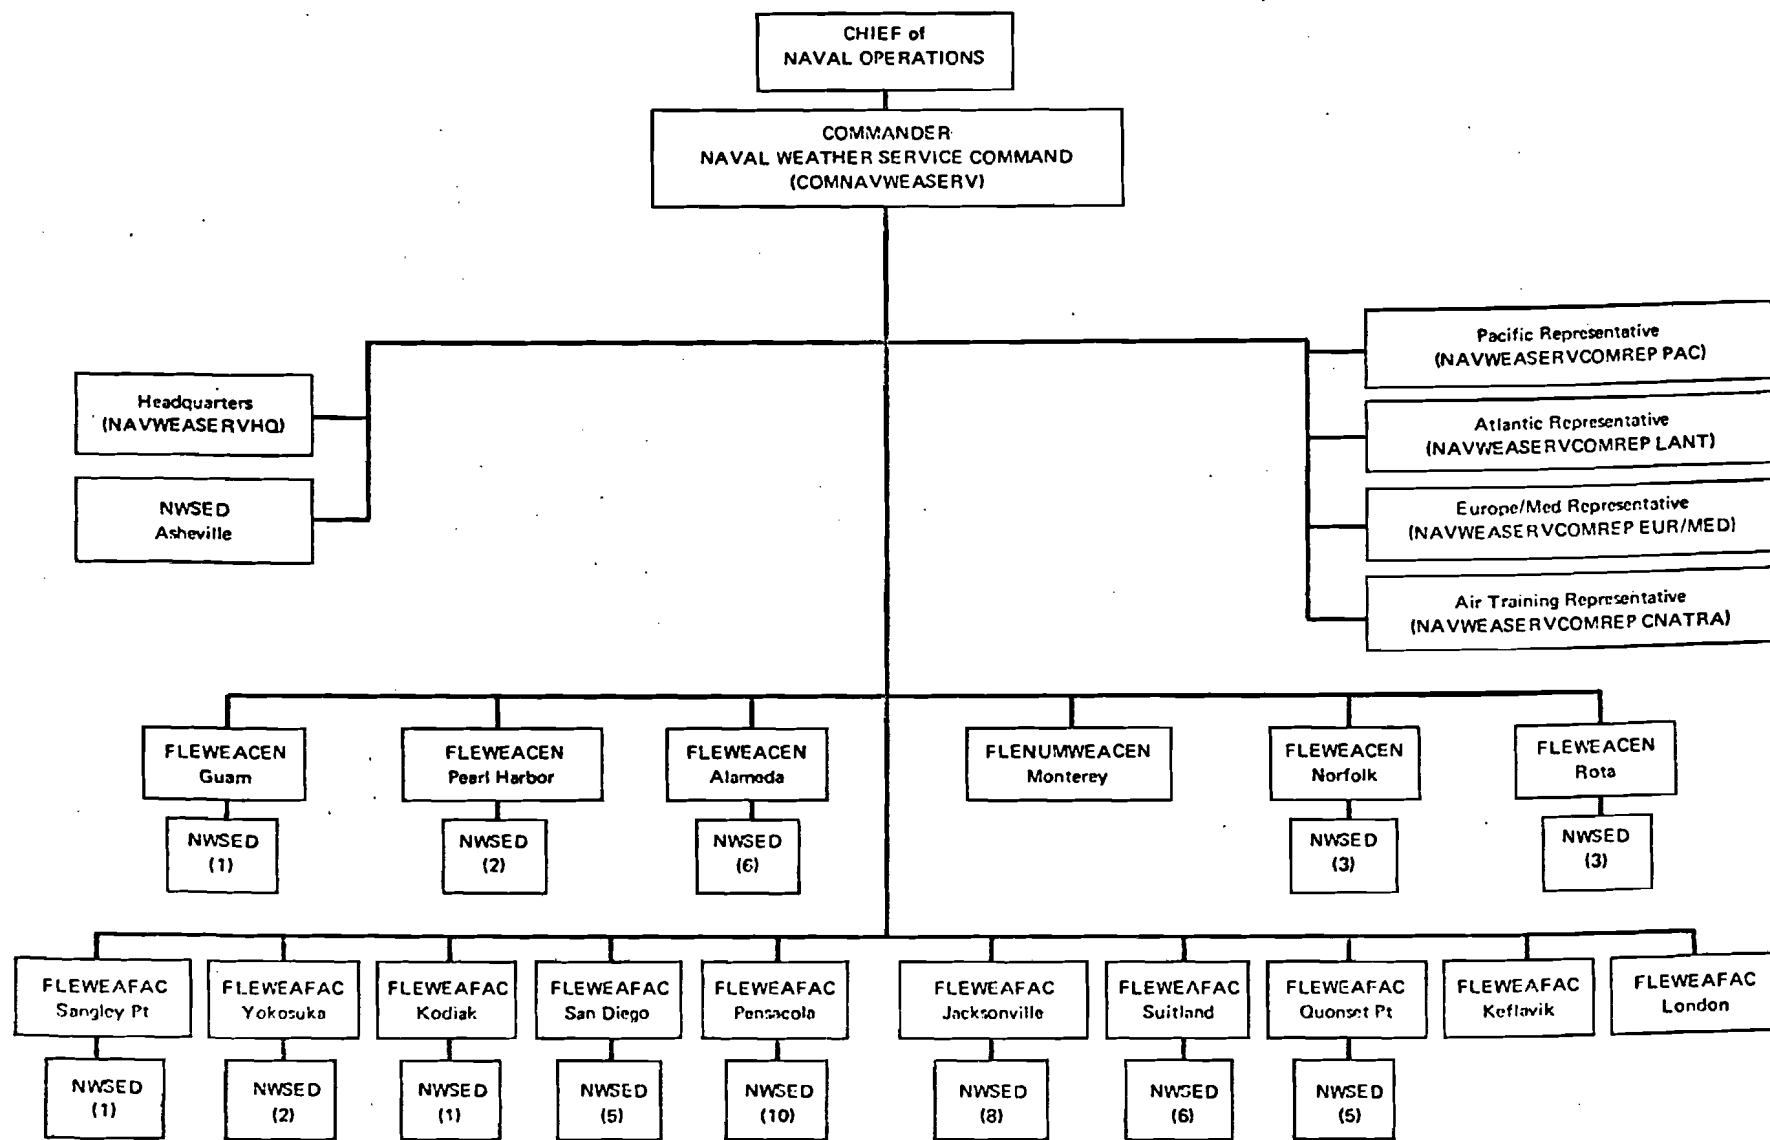 CHIEF of
NAVAL OPERATIONS
COMMANDER
NAVAL WEATHER SERVICE COMMAND
(COMNAVWEASERV)
Headquarters
(NAVWEASERVHQ)
NWSED
Asheville
Pacific Representative
(NAVWEASERVCOMREP PAC)
Atlantic Representative
(NAVWEASERVCOMREP LANT)
Europe/Med Representative
(NAVWEASERVCOMREP EUR/MED)
Air Training Representative
(NAVWEASERVCOMREP CNATRA)
FLEWEACEN
Guam
FLEWEACEN
Pearl Harbor
FLEWEACEN
Alameda
FLENUMWEACEN
Monterey
FLEWEACEN
Norfolk
FLEWEACEN
Rota
NWSED
(1)
NWSED
(2)
NWSED
(6)
NWSED
(3)
NWSED
(3)
FLEWEAFAC
Sangley Pt
FLEWEAFAC
Yokosuka
FLEWEAFAC
Kodiak
FLEWEAFAC
San Diego
FLEWEAFAC
Pensacola
FLEWEAFAC
Jacksonville
FLEWEAFAC
Suitland
FLEWEAFAC
Quonset Pt
FLEWEAFAC
Keflavik
FLEWEAFAC
London
NWSED
(1)
NWSED
(2)
NWSED
(1)
NWSED
(5)
NWSED
(10)
NWSED
(8)
NWSED
(6)
NWSED
(5)